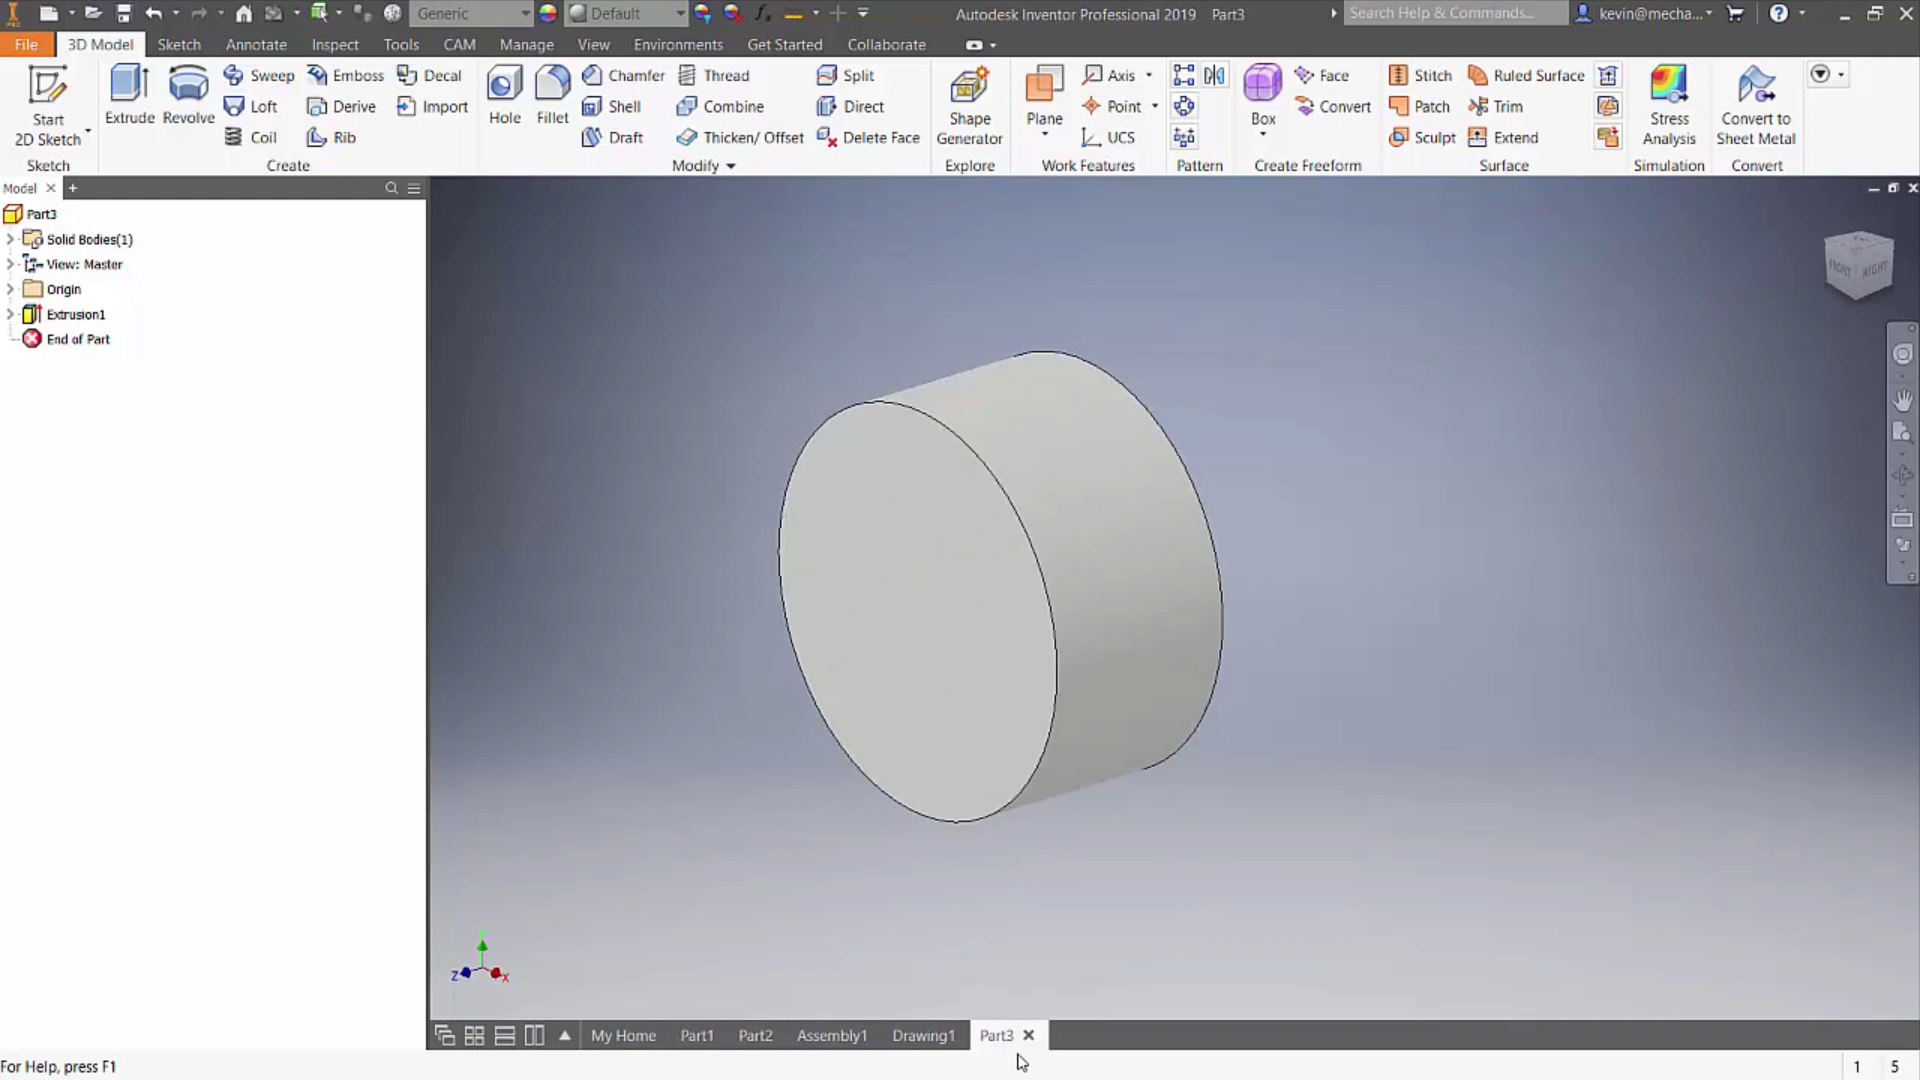 Generic
Default
Autodesk Inventor Professional 2019 Part3
Search Help & Commands...
kevin@mecha...
File 3D Model Sketch Annotate Inspect Tools CAM Manage View Environments Get Started Collaborate
Start
2D Sketch
Sketch
Extrude
Revolve
Sweep
Loft
Coil
Emboss
Derive
Rib
Decal
Import
Create
Hole
Fillet
Chamfer
Shell
Draft
Thread
Combine
Thicken/ Offset
Split
Direct
Delete Face
Modify
Shape
Generator
Explore
Plane
Axis
Point
UCS
Work Features
Pattern
Box
Face
Convert
Create Freeform
Stitch
Patch
Sculpt
Ruled Surface
Trim
Extend
Surface
Stress
Analysis
Simulation
Convert to
Sheet Metal
Convert
Model
Part3
Solid Bodies(1)
View: Master
Origin
Extrusion1
End of Part
FRONT RIGHT
Z X
My Home Part1 Part2 Assembly1 Drawing1 Part3
For Help, press F1
1 5